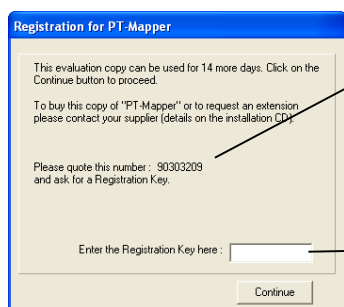 Registration for PT-Mapper
This evaluation copy can be used for 14 more days. Click on the
Continue button to proceed.
To buy this copy of "PT-Mapper" or to request an extension
please contact your supplier (details on the installation CD).
Please quote this number : 90303209
and ask for a Registration Key.
Enter the Registration Key here :
Continue